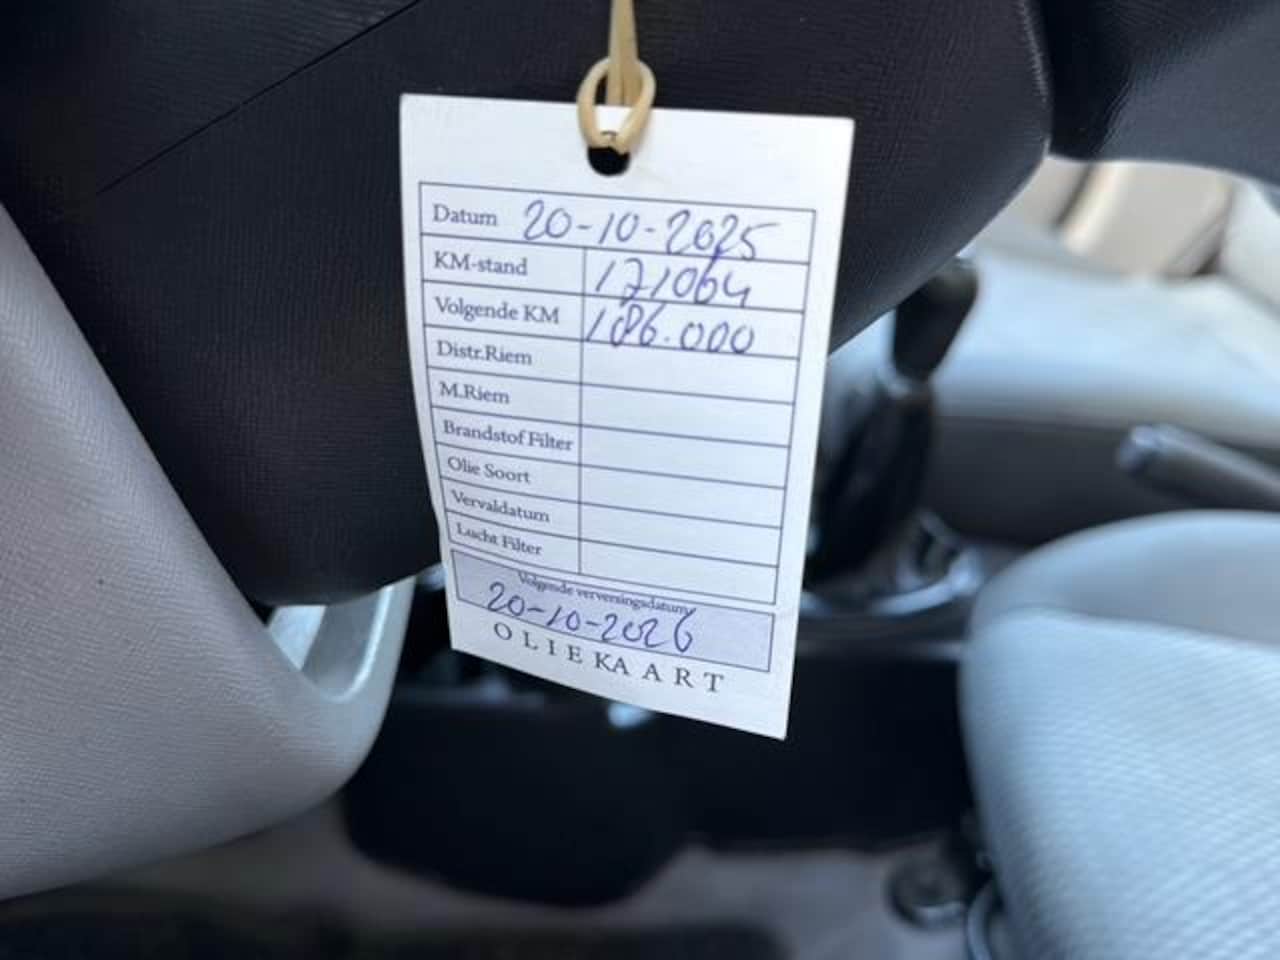 Datum 20-10-2025
KM-stand 171064
Volgende KM 186.000
Distr.Riem
M.Riem
Brandstof Filter
Olie Soort
Vervaldatum
Lucht Filter
Volgende verversingsdatum
20-10-2026
OLIEKAART